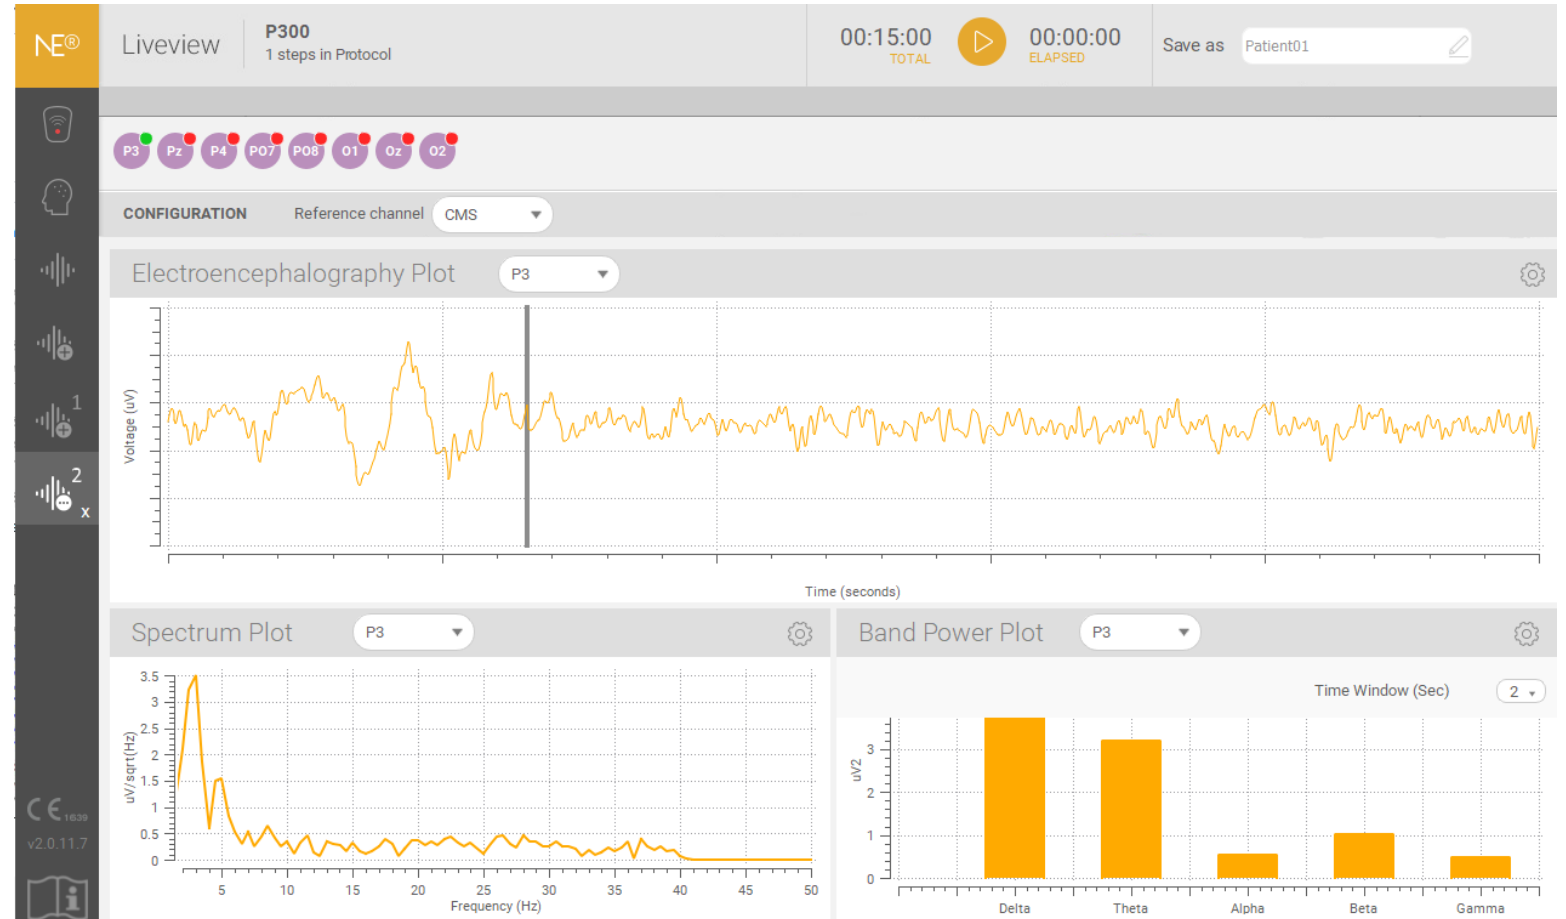 NE®
Liveview
P300
1 steps in Protocol
00:15:00
TOTAL
00:00:00
ELAPSED
Save as
Patient01
P3 Pz P4 PO7 PO8 O1 Oz O2
CONFIGURATION
Reference channel
CMS
Electroencephalography Plot
P3
1
2
x
Voltage (uV)
Time (seconds)
Spectrum Plot
P3
3.5
3
2.5
2
1.5
1
0.5
0
uV/sqrt(Hz)
5 10 15 20 25 30 35 40 45 50
Frequency (Hz)
Band Power Plot
P3
Time Window (Sec)
2
3
2
1
0
uV2
Delta Theta Alpha Beta Gamma
CE 1639
v2.0.11.7
i